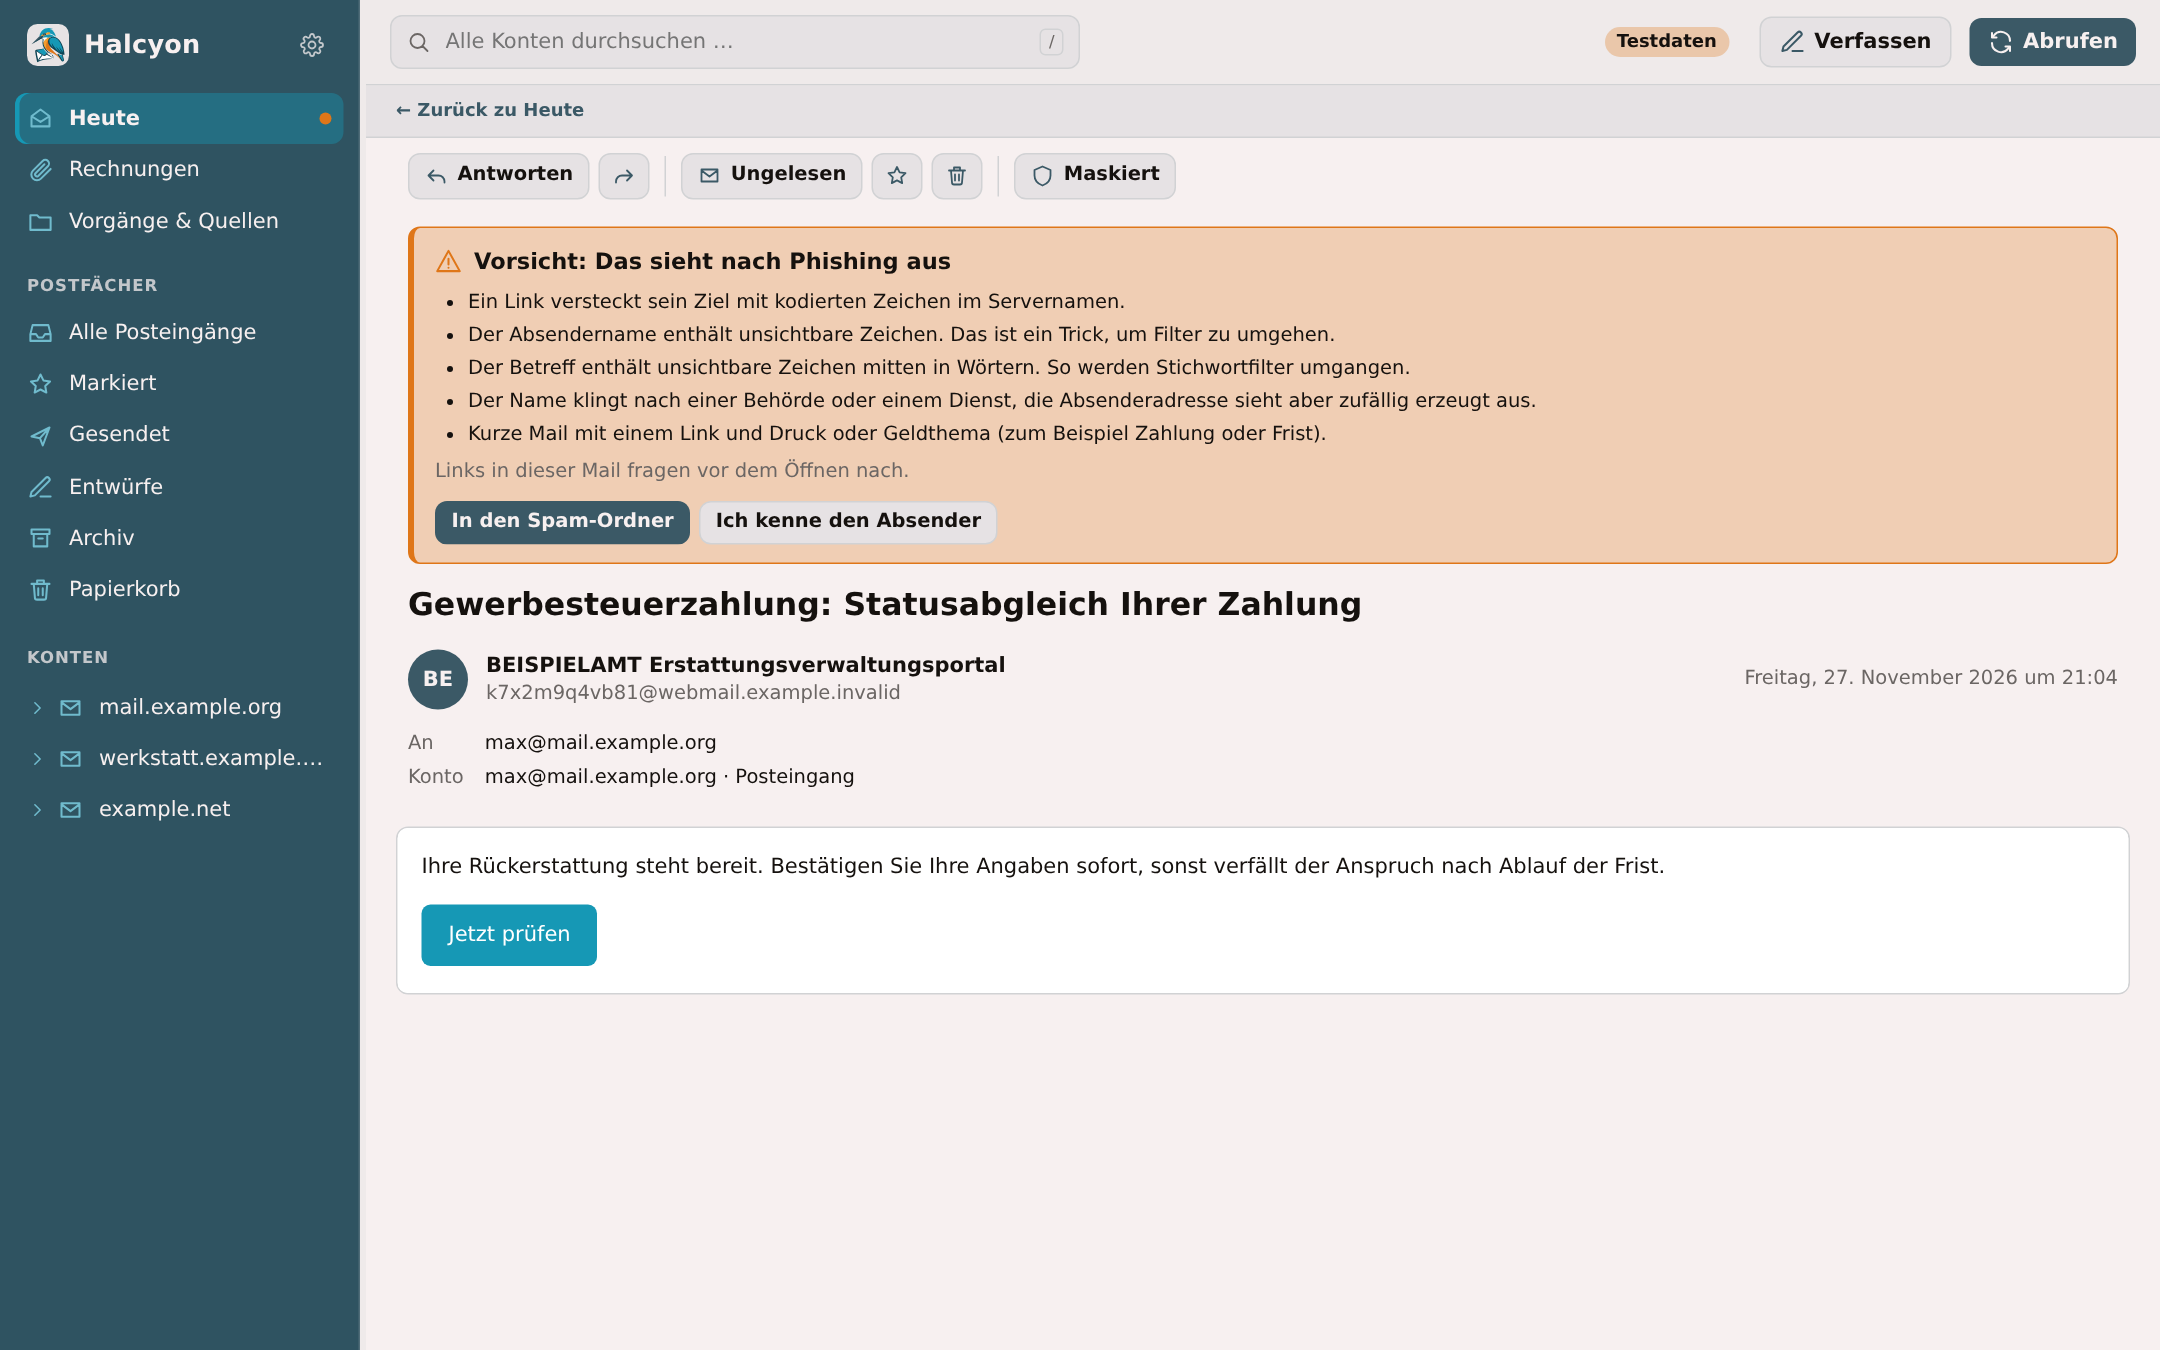 Halcyon
Alle Konten durchsuchen …
/
Testdaten
Verfassen
Abrufen
Heute
Rechnungen
Vorgänge & Quellen
POSTFÄCHER
Alle Posteingänge
Markiert
Gesendet
Entwürfe
Archiv
Papierkorb
KONTEN
mail.example.org
werkstatt.example.…
example.net
← Zurück zu Heute
Antworten
Ungelesen
Maskiert
Vorsicht: Das sieht nach Phishing aus
• Ein Link versteckt sein Ziel mit kodierten Zeichen im Servernamen.
• Der Absendername enthält unsichtbare Zeichen. Das ist ein Trick, um Filter zu umgehen.
• Der Betreff enthält unsichtbare Zeichen mitten in Wörtern. So werden Stichwortfilter umgangen.
• Der Name klingt nach einer Behörde oder einem Dienst, die Absenderadresse sieht aber zufällig erzeugt aus.
• Kurze Mail mit einem Link und Druck oder Geldthema (zum Beispiel Zahlung oder Frist).
Links in dieser Mail fragen vor dem Öffnen nach.
In den Spam-Ordner
Ich kenne den Absender
Gewerbesteuerzahlung: Statusabgleich Ihrer Zahlung
BE
BEISPIELAMT Erstattungsverwaltungsportal
k7x2m9q4vb81@webmail.example.invalid
Freitag, 27. November 2026 um 21:04
An max@mail.example.org
Konto max@mail.example.org · Posteingang
Ihre Rückerstattung steht bereit. Bestätigen Sie Ihre Angaben sofort, sonst verfällt der Anspruch nach Ablauf der Frist.
Jetzt prüfen